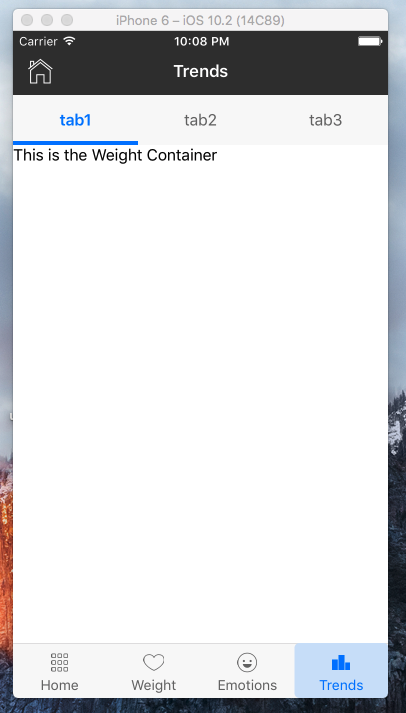 iPhone 6 – iOS 10.2 (14C89)
Carrier 10:08 PM
Trends
tab1 tab2 tab3
This is the Weight Container
Home Weight Emotions Trends